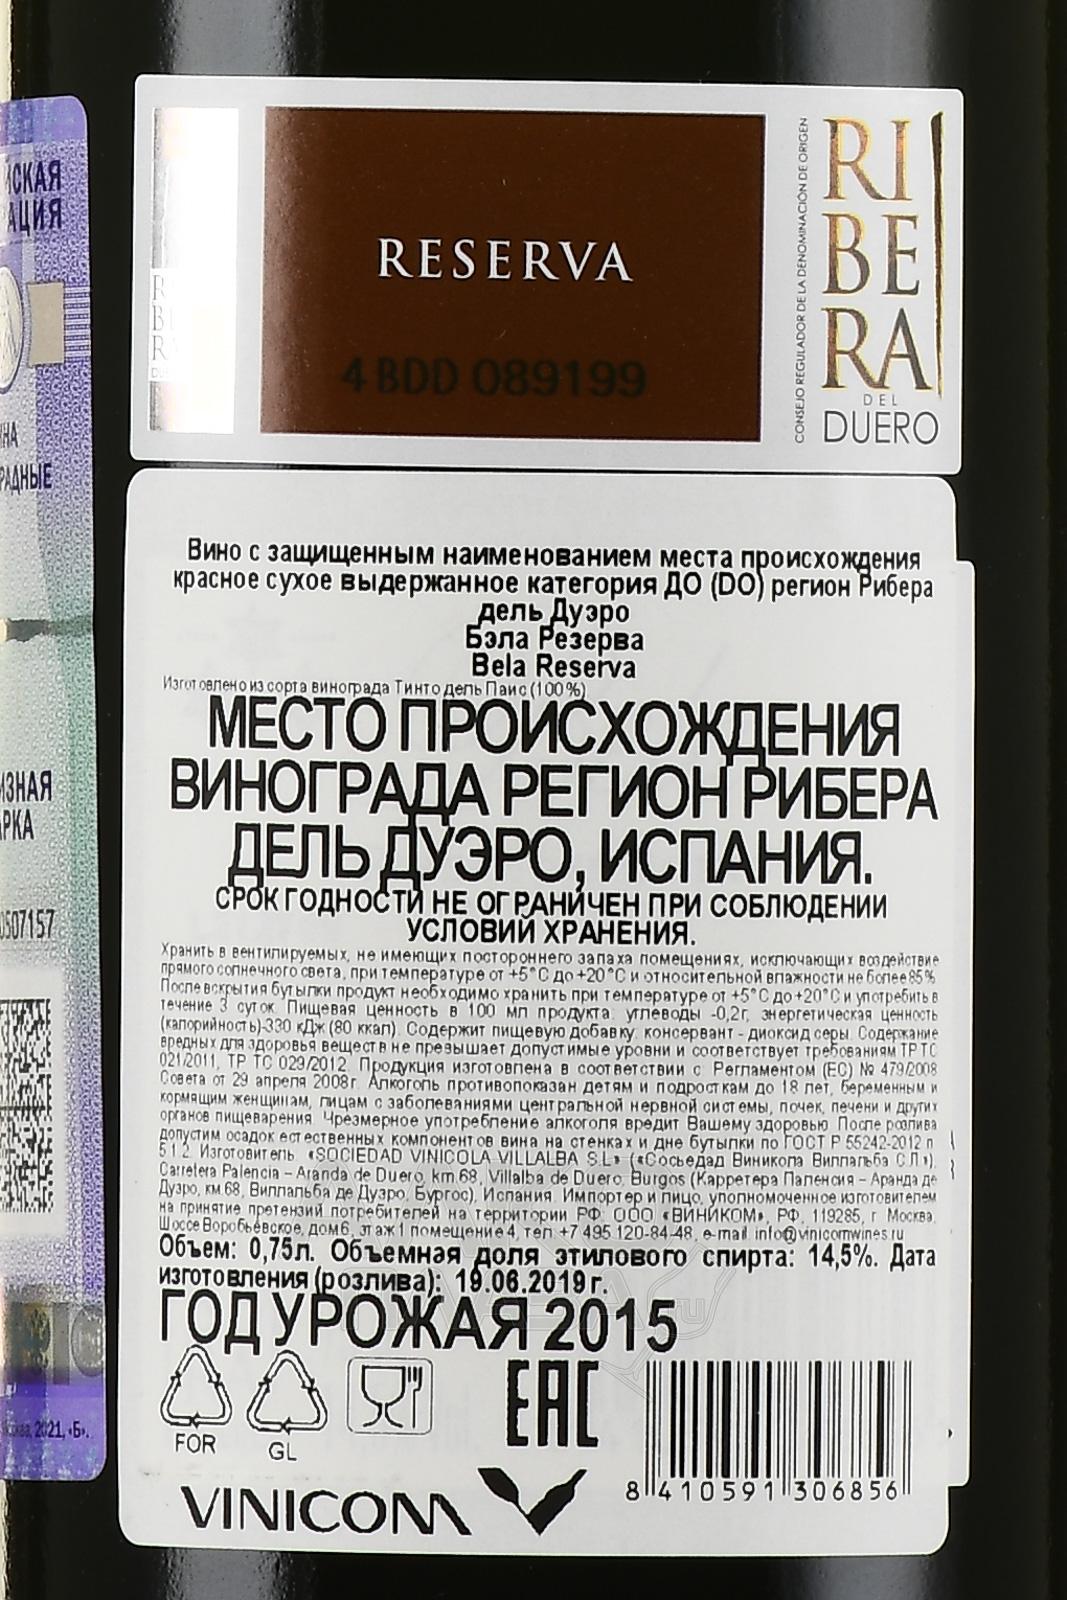 RESERVA
4 BDD 089199
CONSEJO REGULADOR DE LA DENOMINACIÓN DE ORIGEN
RI
BE
RA
DEL
DUERO
Вино с защищенным наименованием места происхождения
красное сухое выдержанное категория ДО (DO) регион Рибера
дель Дуэро
Бэла Резерва
Bela Reserva
Изготовлено из сорта винограда Тинто дель Паис (100%)
МЕСТО ПРОИСХОЖДЕНИЯ
ВИНОГРАДА РЕГИОН РИБЕРА
ДЕЛЬ ДУЭРО, ИСПАНИЯ.
СРОК ГОДНОСТИ НЕ ОГРАНИЧЕН ПРИ СОБЛЮДЕНИИ
УСЛОВИЙ ХРАНЕНИЯ.
Хранить в вентилируемых, не имеющих постороннего запаха помещениях, исключающих воздействие
прямого солнечного света, при температуре от +5°С до +20°С и относительной влажности не более 85%
После вскрытия бутылки продукт необходимо хранить при температуре от +5°С до +20°С и употребить в
течение 3 суток. Пищевая ценность в 100 мл продукта: углеводы -0,2г, энергетическая ценность
(калорийность)-330 кДж (80 ккал). Содержит пищевую добавку: консервант - диоксид серы. Содержание
вредных для здоровья веществ не превышает допустимые уровни и соответствует требованиям ТР ТС
021/2011, ТР ТС 029/2012. Продукция изготовлена в соответствии с Регламентом (ЕС) № 479/2008
Совета от 29 апреля 2008г. Алкоголь противопоказан детям и подросткам до 18 лет, беременным и
кормящим женщинам, лицам с заболеваниями центральной нервной системы, почек, печени и других
органов пищеварения. Чрезмерное употребление алкоголя вредит Вашему здоровью. После розлива
допустим осадок естественных компонентов вина на стенках и дне бутылки по ГОСТ Р 55242-2012 п.
5.1.2. Изготовитель: «SOCIEDAD VINICOLA VILLALBA S.L» («Сосьедад Виникола Виллальба С.Л»),
Carretera Palencia – Aranda de Duero, km.68, Villalba de Duero, Burgos (Карретера Паленсия – Аранда де
Дуэро, км.68, Виллальба де Дуэро, Бургос), Испания. Импортер и лицо, уполномоченное изготовителем
на принятие претензий потребителей на территории РФ: ООО «ВИНИКОМ», РФ, 119285, г. Москва,
Шоссе Воробьёвское, дом6, этаж 1 помещение 4, тел.:+7 495 120-84-48, e-mail: info@vinicomwines.ru
Объем: 0,75л. Объемная доля этилового спирта: 14,5%. Дата
изготовления (розлива): 19.06.2019г.
ГОД УРОЖАЯ 2015
FOR
GL
EAC
8 410591 306856
VINICOM